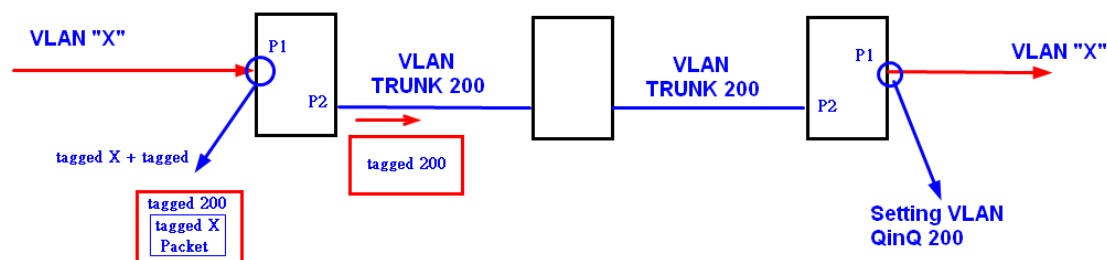 VLAN "X"
P1
P2
tagged X + tagged
tagged 200
tagged X
Packet
VLAN
TRUNK 200
tagged 200
VLAN
TRUNK 200
P1
P2
VLAN "X"
Setting VLAN
QinQ 200